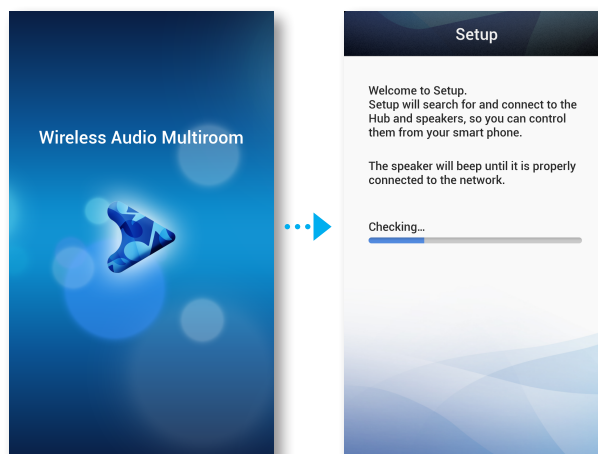 Wireless Audio Multiroom
Setup
Welcome to Setup.
Setup will search for and connect to the
Hub and speakers, so you can control
them from your smart phone.
The speaker will beep until it is properly
connected to the network.
Checking...